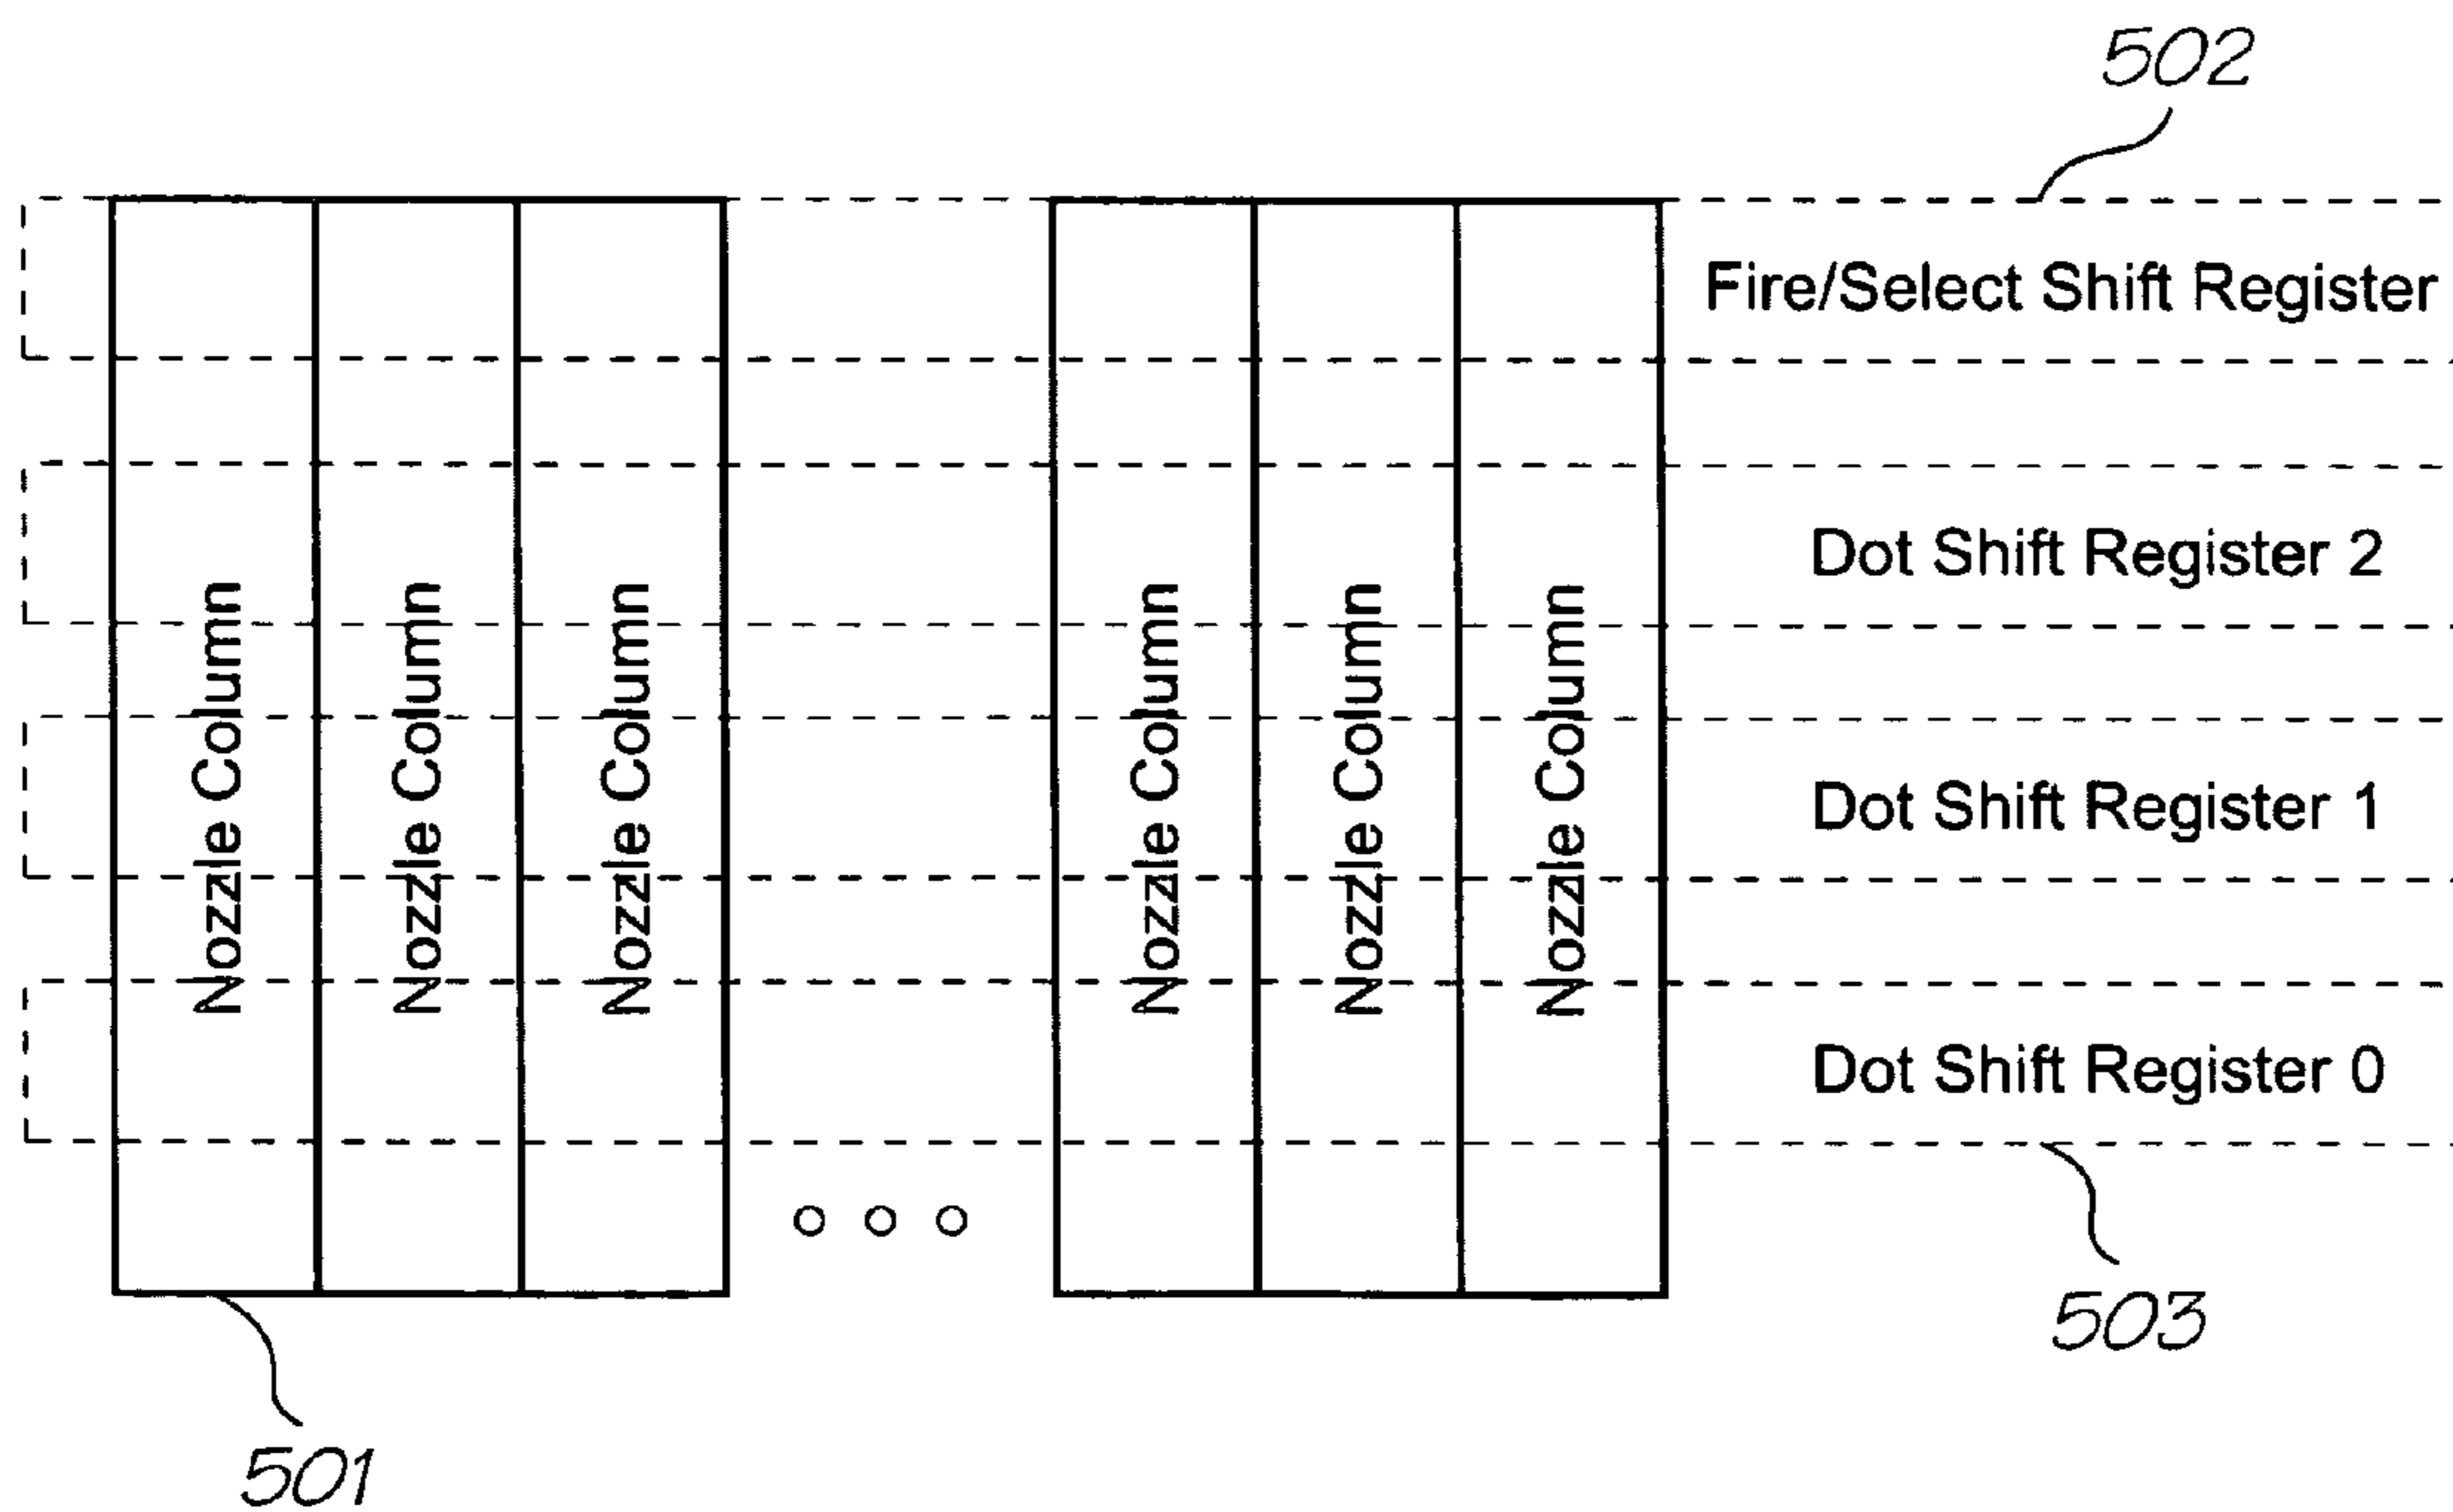 502
Fire/Select Shift Register
Dot Shift Register 2
Nozzle Column
Nozzle Column
Nozzle Column
Nozzle Column
Nozzle Column
Nozzle Column
Dot Shift Register 1
Dot Shift Register 0
503
501